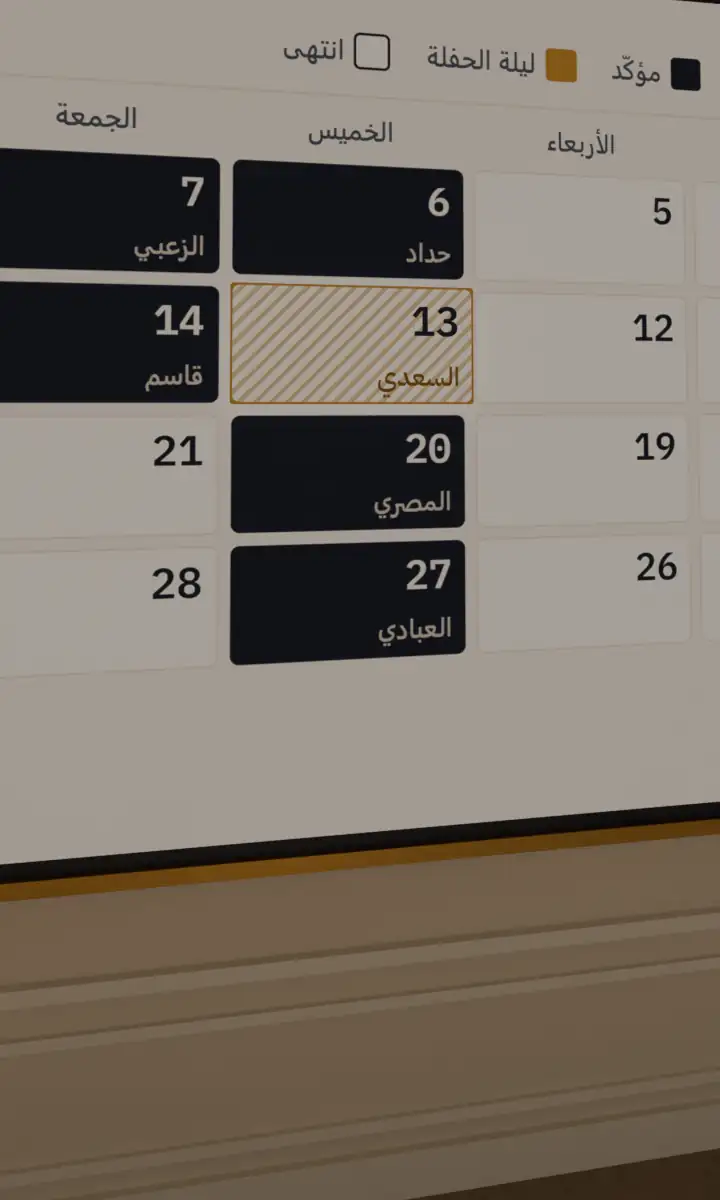 مؤكّد ليلة الحفلة انتهى
الأربعاء الخميس الجمعة
5 6 7
حداد الزعبي
12 13 14
السعدي قاسم
19 20 21
المصري
26 27 28
العبادي